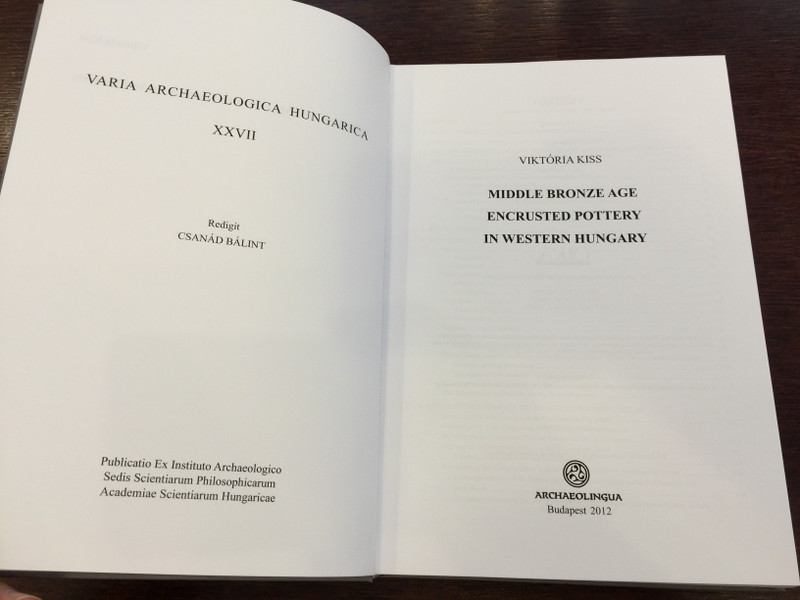 VARIA ARCHAEOLOGICA HUNGARICA
XXVII
Redigit
CSANÁD BÁLINT
Publicatio Ex Instituto Archaeologico
Sedis Scientiarum Philosophicarum
Academiae Scientiarum Hungaricae
VIKTÓRIA KISS
MIDDLE BRONZE AGE
ENCRUSTED POTTERY
IN WESTERN HUNGARY
ARCHAEOLINGUA
Budapest 2012